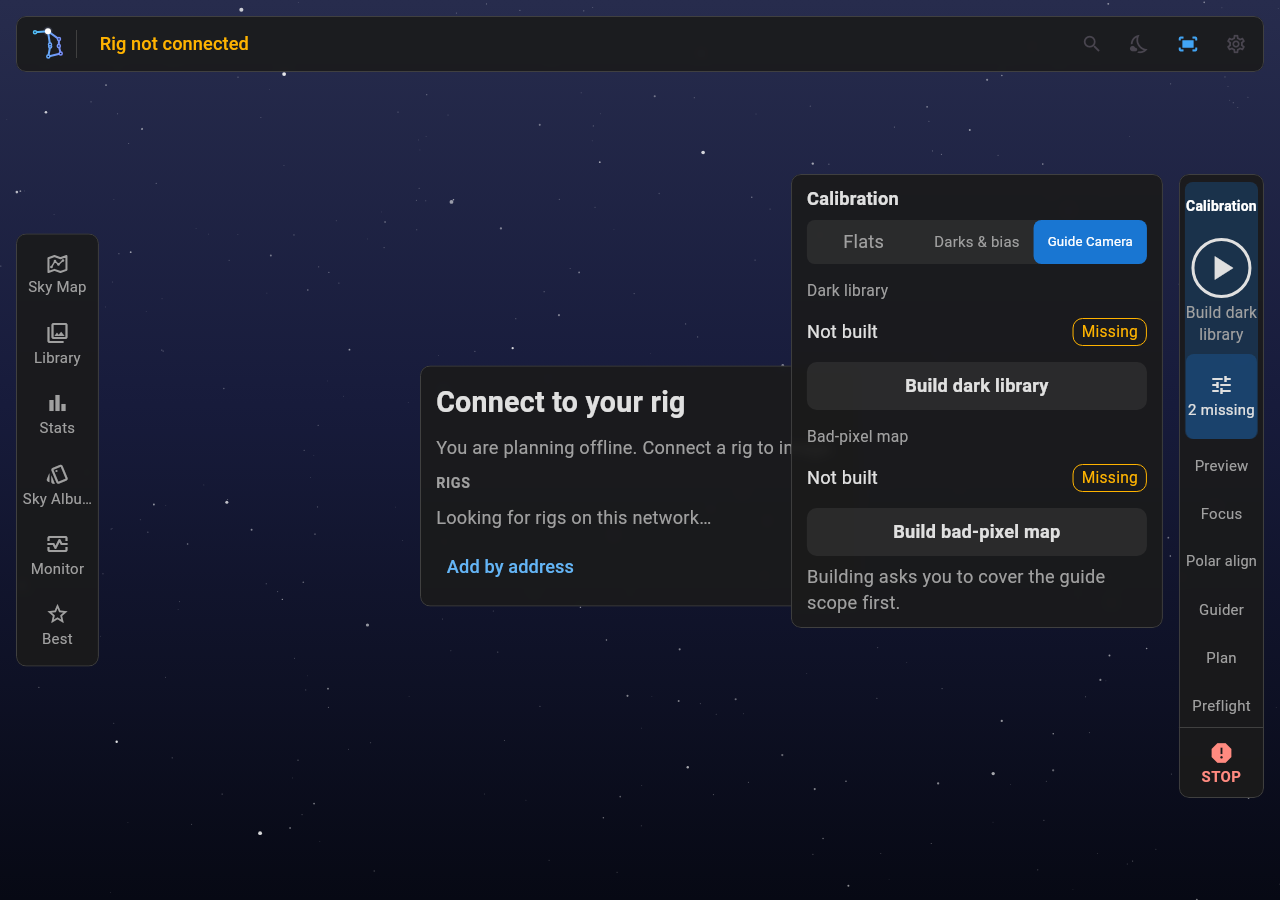 Rig not connected
Sky Map
Library
Stats
Sky Albu…
Monitor
Best
Connect to your rig
You are planning offline. Connect a rig to
RIGS
Looking for rigs on this network…
Add by address
Calibration
Flats
Darks & bias
Guide Camera
Dark library
Not built
Missing
Build dark library
Bad-pixel map
Not built
Missing
Build bad-pixel map
Building asks you to cover the guide
scope first.
Calibration
Build dark
library
2 missing
Preview
Focus
Polar align
Guider
Plan
Preflight
STOP